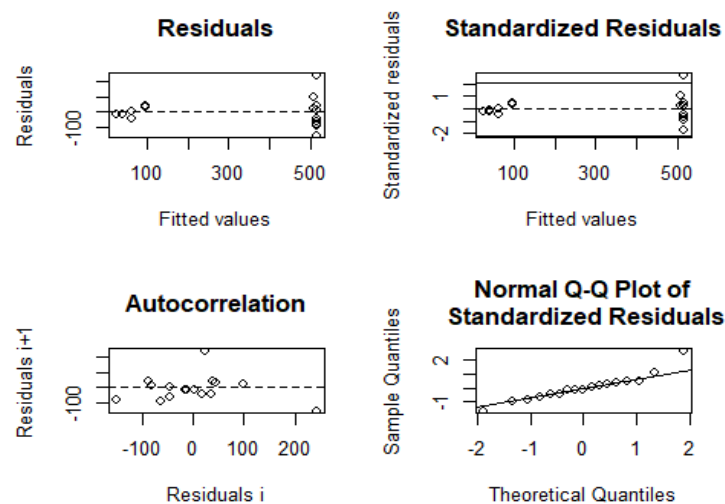 Residuals
Residuals
-100
100
300
500
Fitted values
Standardized Residuals
Standardized residuals
-2
1
100
300
500
Fitted values
Autocorrelation
Residuals i+1
-100
-100
0
100
200
Residuals i
Normal Q-Q Plot of
Standardized Residuals
Sample Quantiles
-1
2
-2
-1
0
1
2
Theoretical Quantiles